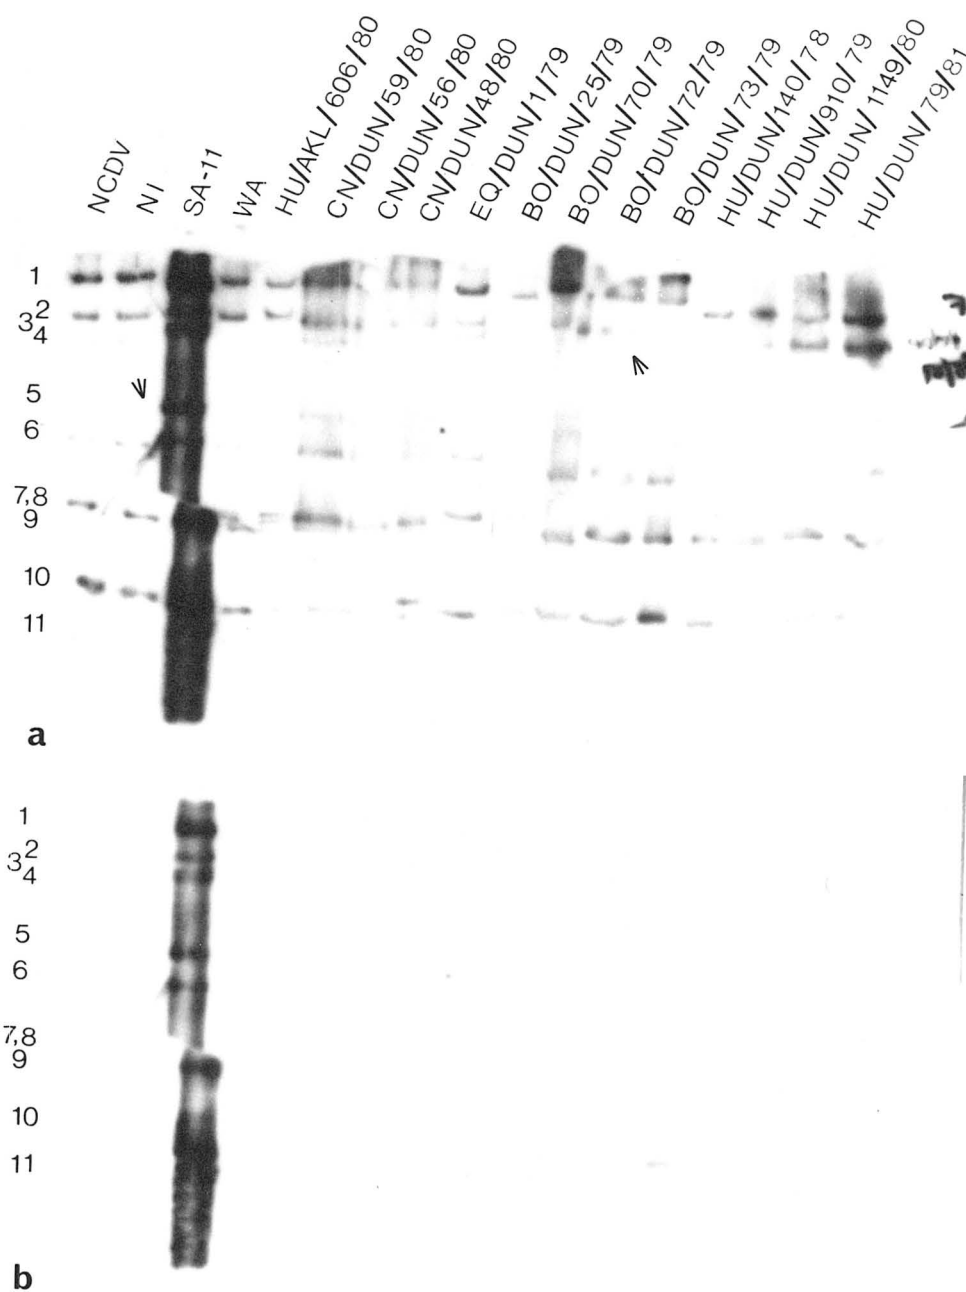 NCDV
NI
SA-11
WA
HU/AKL/606/80
CN/DUN/59/80
CN/DUN/56/80
CN/DUN/48/80
EQ/DUN/1/79
BO/DUN/25/79
BO/DUN/70/79
BO/DUN/72/79
BO/DUN/73/79
HU/DUN/140/78
HU/DUN/910/79
HU/DUN/1149/80
HU/DUN/79/81
1
2
3
4
5
6
7,8
9
10
11
a
1
2
3
4
5
6
7,8
9
10
11
b